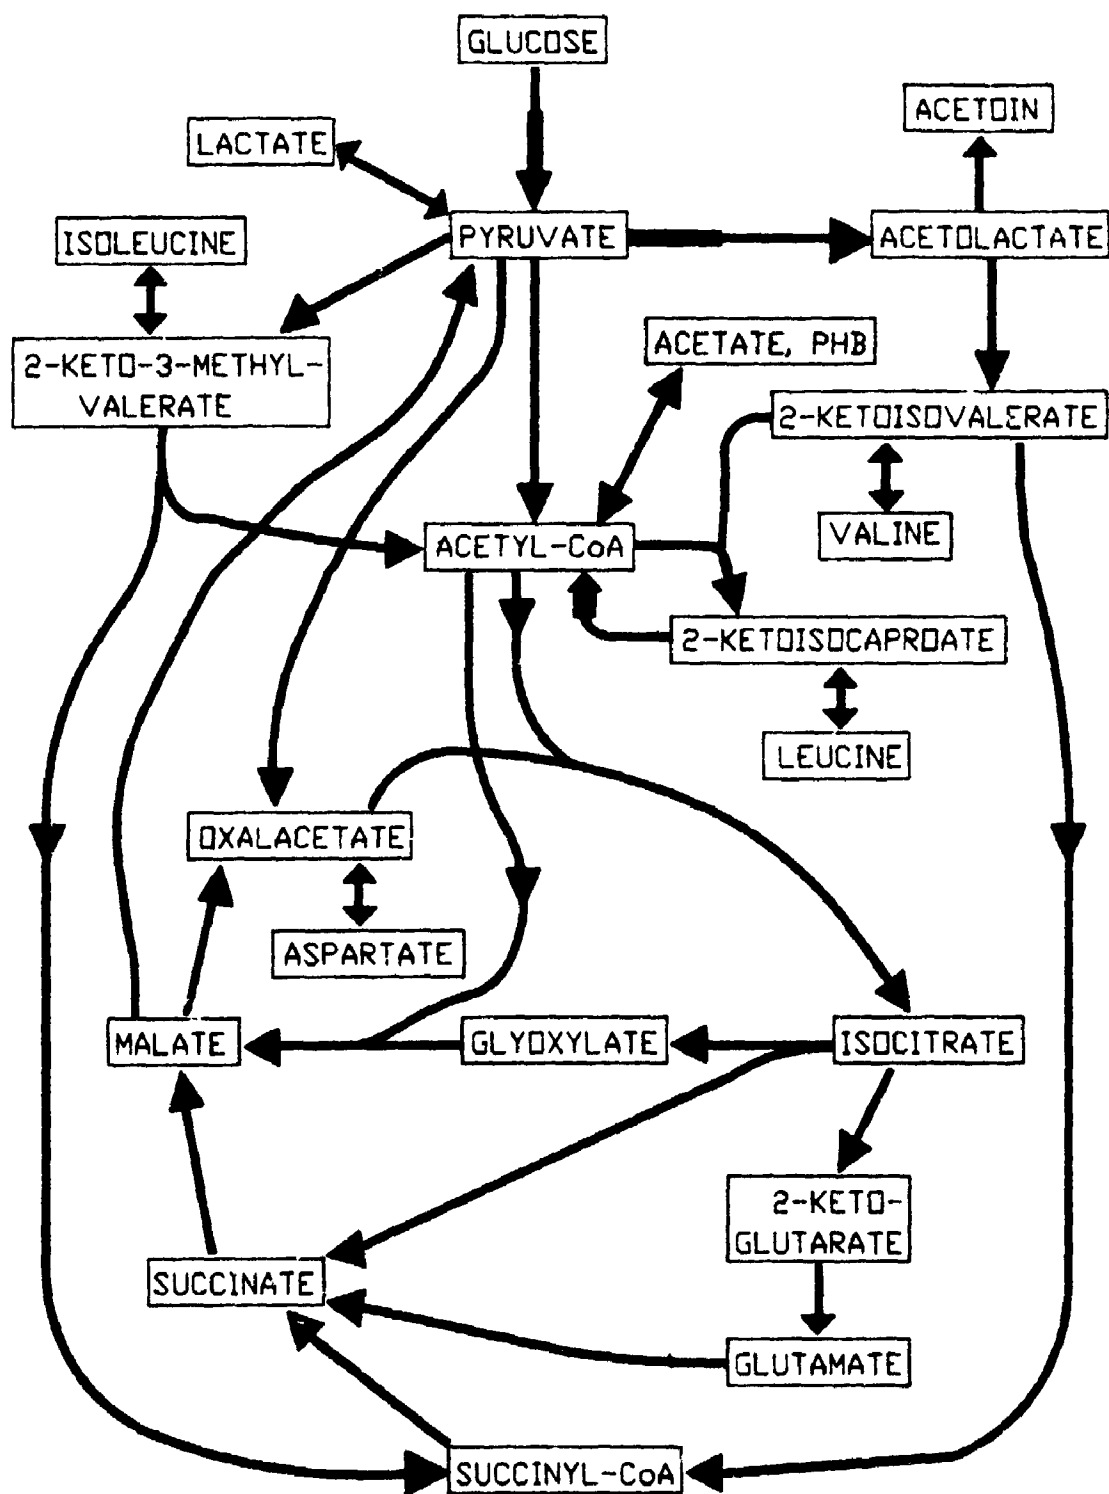 GLUCOSE
ACETOIN
LACTATE
ISOLEUCINE
PYRUVATE
ACETOLACTATE
2-KETO-3-METHYL-
VALERATE
ACETATE, PHB
2-KETOISOVALERATE
VALINE
ACETYL-CoA
2-KETOISOCAPROATE
LEUCINE
OXALACETATE
ASPARTATE
MALATE
GLYOXYLATE
ISOCITRATE
2-KETO-
GLUTARATE
SUCCINATE
GLUTAMATE
SUCCINYL-CoA